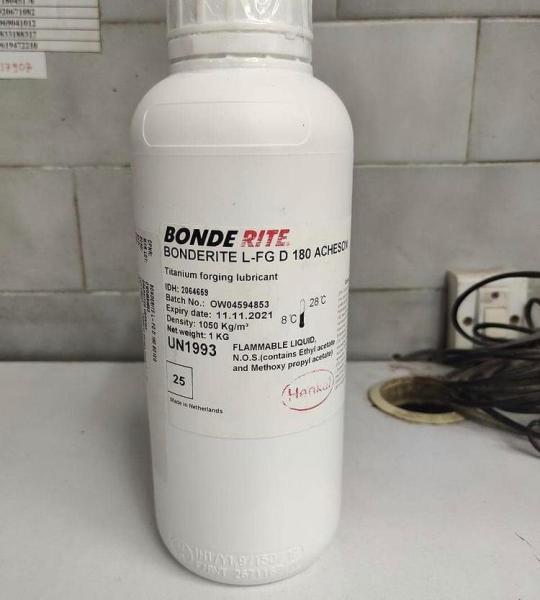 BONDERITE
BONDERITE L-FG D 180 ACHESON
Titanium forging lubricant
IDH: 2064659
Batch No.: OW04594853
Expiry date: 11.11.2021
Density: 1050 Kg/m³
Net weight: 1 KG
8°C 28°C
UN1993
FLAMMABLE LIQUID,
N.O.S.(contains Ethyl acetate
and Methoxy propyl acetate)
25
Henkel
Made in Netherlands